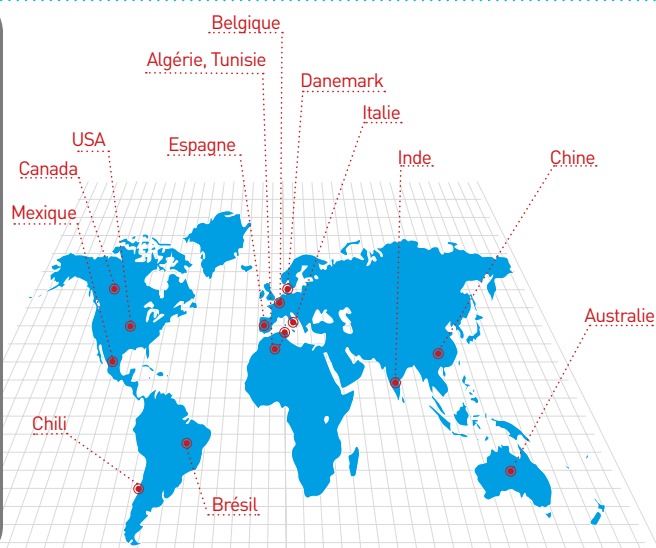 Belgique
Algérie, Tunisie
Danemark
Italie
USA
Espagne
Inde
Chine
Canada
Mexique
Australie
Chili
Brésil